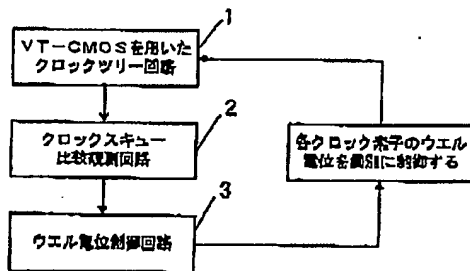 1
VT-CMOSを用いた
クロックツリー回路
2
クロックスキュー
比較観測回路
各クロック素子のウエル
電位を個別に制御する
3
ウエル電位制御回路